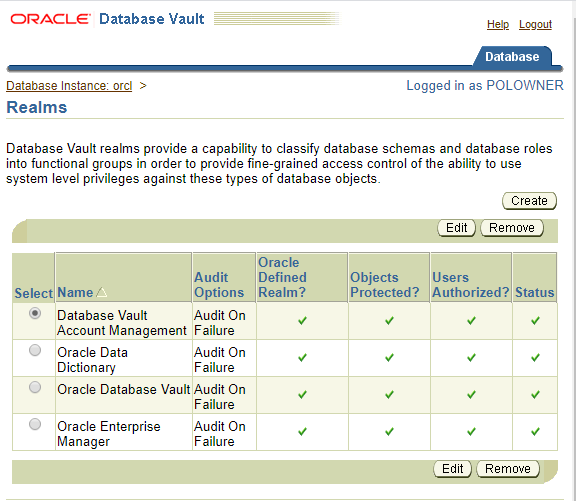 ORACLE Database Vault
Help Logout
Database
Database Instance: orcl >
Logged in as POLOWNER
Realms
Database Vault realms provide a capability to classify database schemas and database roles
into functional groups in order to provide fine-grained access control of the ability to use
system level privileges against these types of database objects.
Create
Edit Remove
Select Name Audit Options Oracle Defined Realm? Objects Protected? Users Authorized? Status
Database Vault Audit On
Account Management Failure
Oracle Data Audit On
Dictionary Failure
Oracle Database Vault Audit On
Failure
Oracle Enterprise Audit On
Manager Failure
Edit Remove